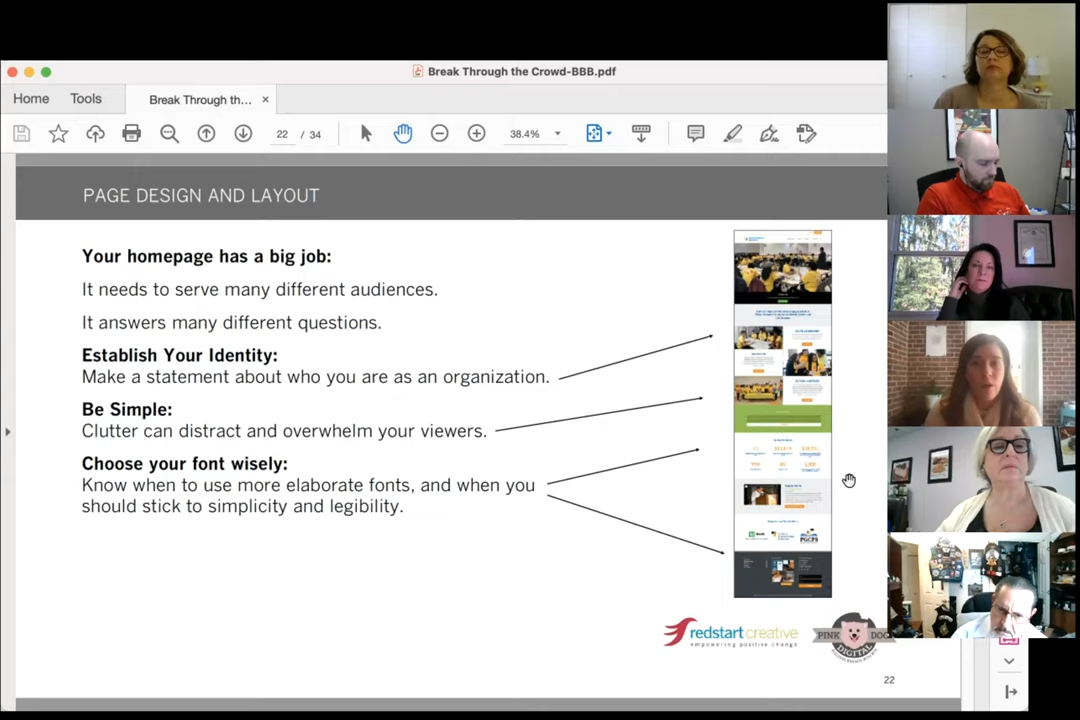 Break Through the Crowd-BBB.pdf
Home
Tools
Break Through th... ×
22 / 34
38.4%
PAGE DESIGN AND LAYOUT
Your homepage has a big job:
It needs to serve many different audiences.
It answers many different questions.
Establish Your Identity:
Make a statement about who you are as an organization.
Be Simple:
Clutter can distract and overwhelm your viewers.
Choose your font wisely:
Know when to use more elaborate fonts, and when you
should stick to simplicity and legibility.
PGCPS
redstart creative
empowering positive change
PINK DOG
DIGITAL
22